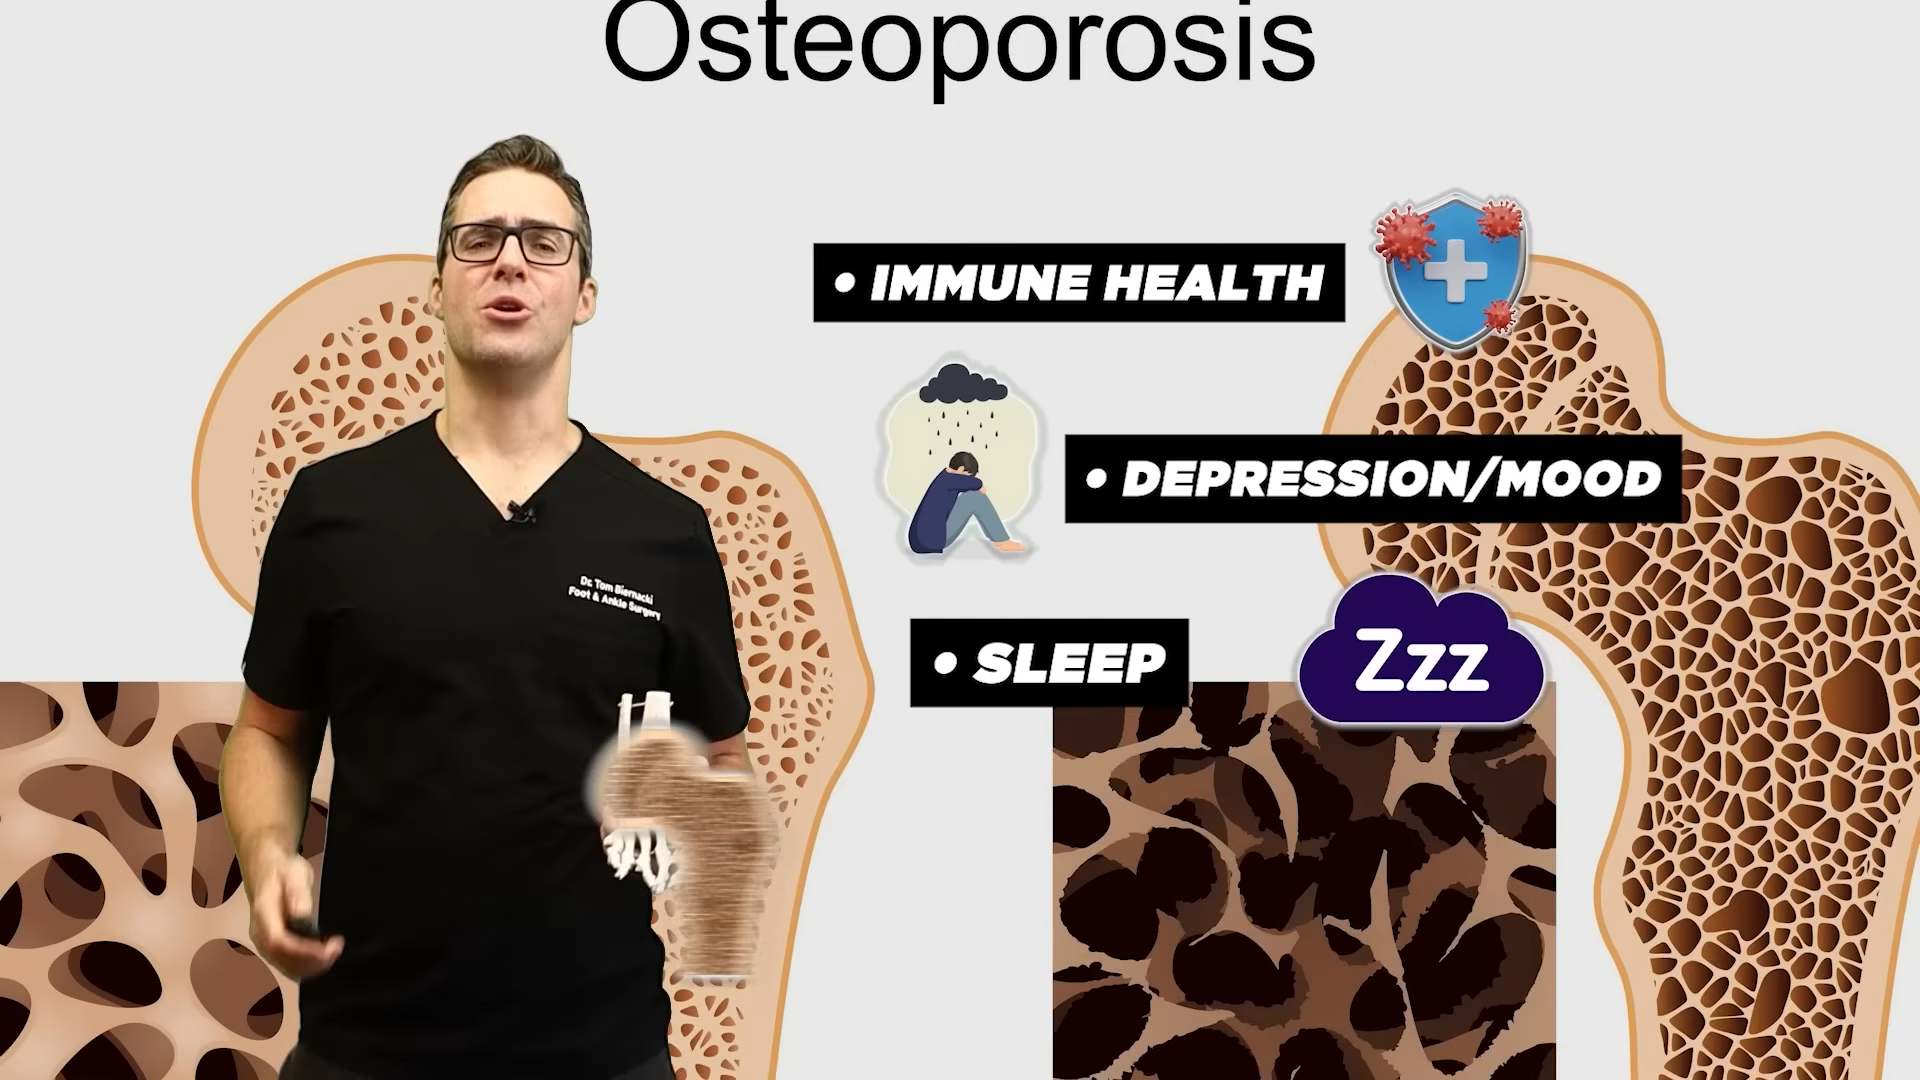 Osteoporosis
• IMMUNE HEALTH
• DEPRESSION/MOOD
Dr. Tom Biernacki
Foot & Ankle Surgery
• SLEEP
Zzz